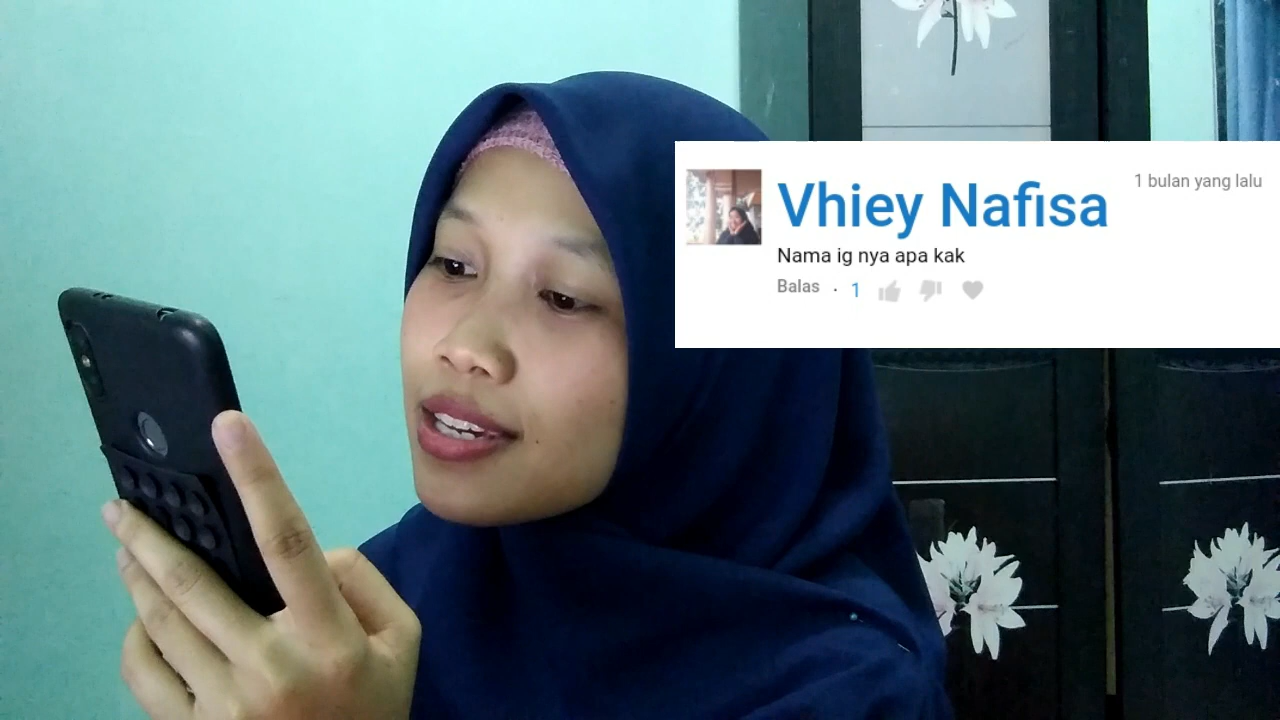 Vhiey Nafisa
1 bulan yang lalu
Nama ig nya apa kak
Balas · 1